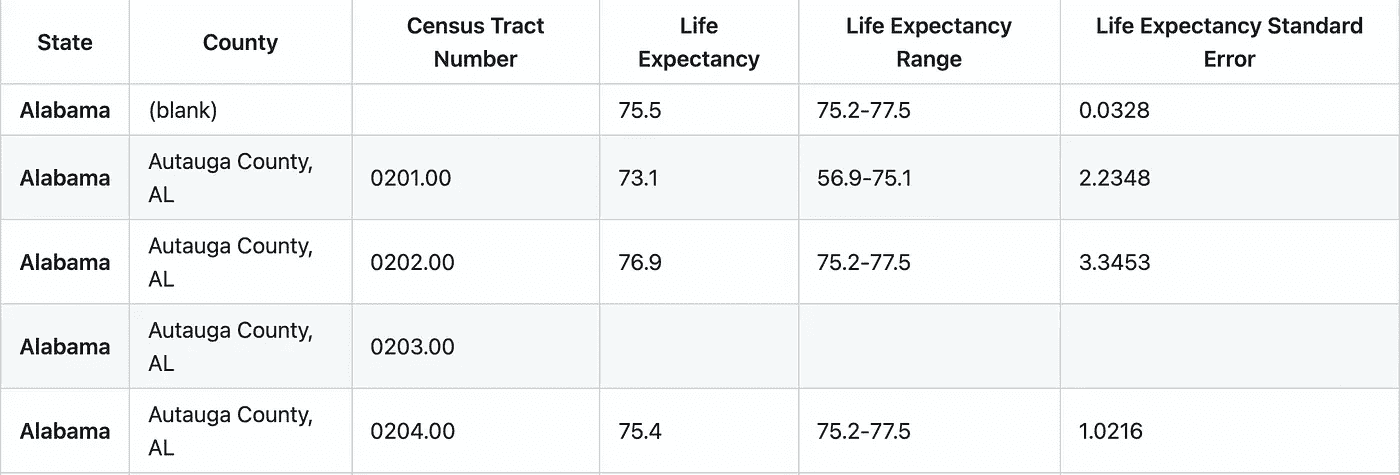 State County Census Tract Number Life Expectancy Life Expectancy Range Life Expectancy Standard Error
Alabama (blank) 75.5 75.2-77.5 0.0328
Alabama Autauga County, AL 0201.00 73.1 56.9-75.1 2.2348
Alabama Autauga County, AL 0202.00 76.9 75.2-77.5 3.3453
Alabama Autauga County, AL 0203.00
Alabama Autauga County, AL 0204.00 75.4 75.2-77.5 1.0216